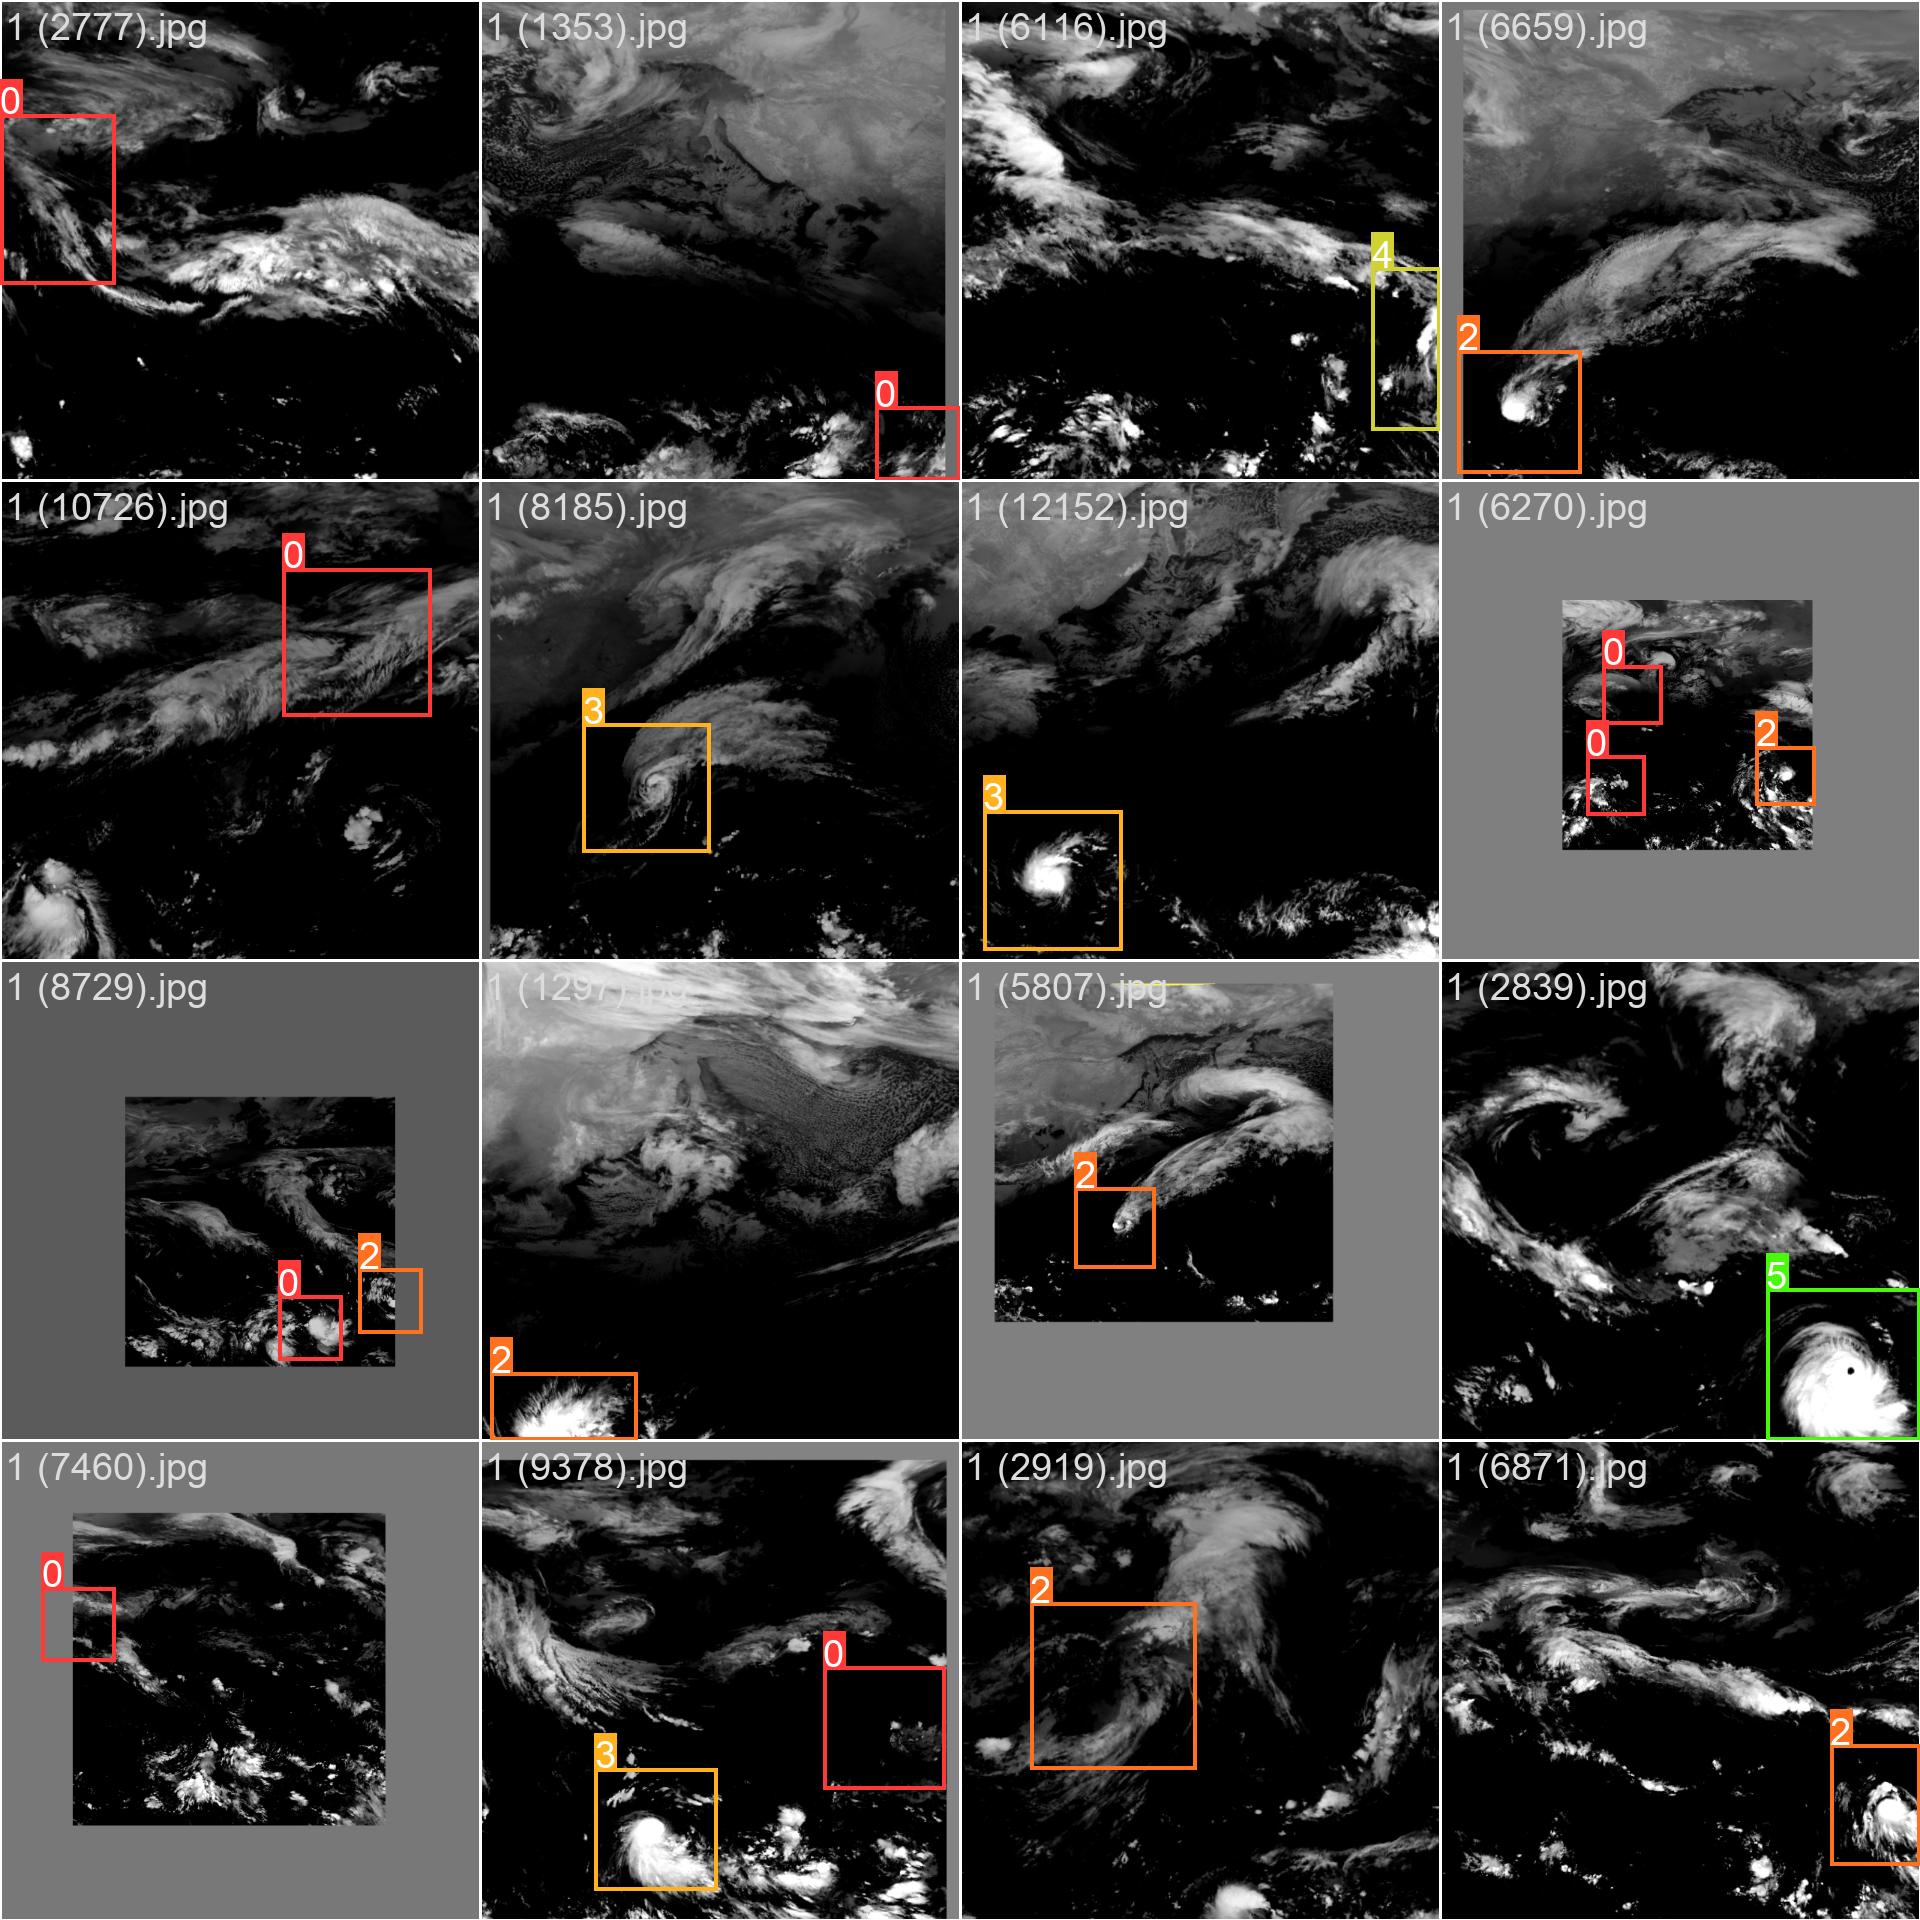 1 (2777).jpg
1 (1353).jpg
1 (6116).jpg
1 (6659).jpg
0
0
4
2
1 (10726).jpg
1 (8185).jpg
1 (12152).jpg
1 (6270).jpg
0
3
3
0
0
2
1 (8729).jpg
1 (1297).jpg
1 (5807).jpg
1 (2839).jpg
0
2
2
2
5
1 (7460).jpg
1 (9378).jpg
1 (2919).jpg
1 (6871).jpg
0
3
0
2
2